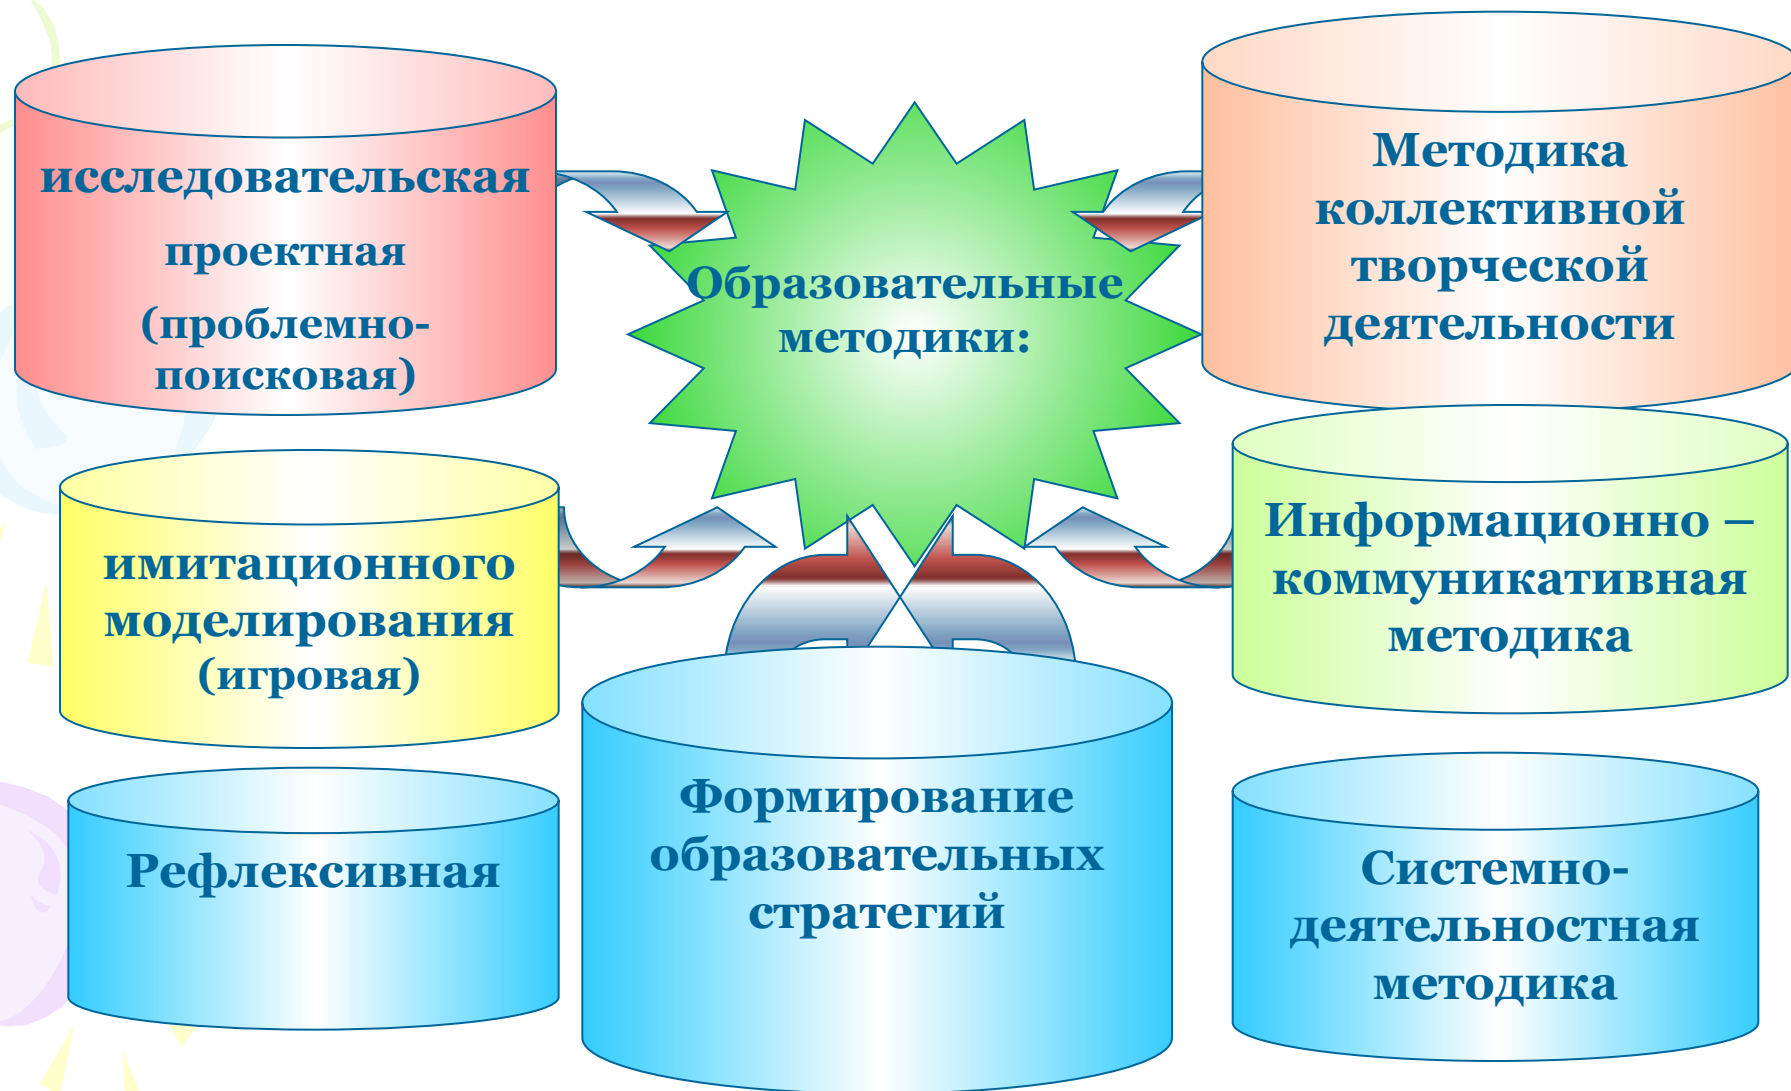 исследовательская
проектная
(проблемно-
поисковая)
Образовательные
методики:
Методика
коллективной
творческой
деятельности
имитационного
моделирования
(игровая)
Информационно –
коммуникативная
методика
Рефлексивная
Формирование
образовательных
стратегий
Системно-
деятельностная
методика